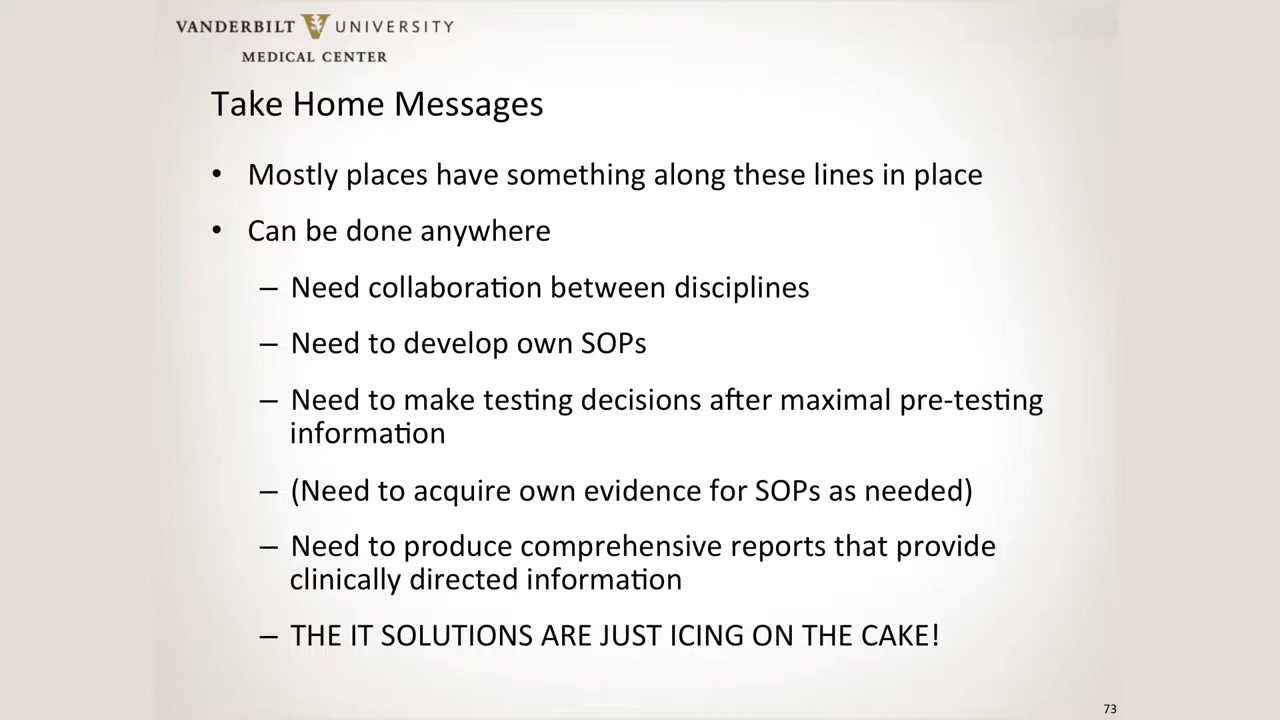 VANDERBILT UNIVERSITY
MEDICAL CENTER
Take Home Messages
• Mostly places have something along these lines in place
• Can be done anywhere
– Need collaboration between disciplines
– Need to develop own SOPs
– Need to make testing decisions after maximal pre-testing
information
– (Need to acquire own evidence for SOPs as needed)
– Need to produce comprehensive reports that provide
clinically directed information
– THE IT SOLUTIONS ARE JUST ICING ON THE CAKE!
73